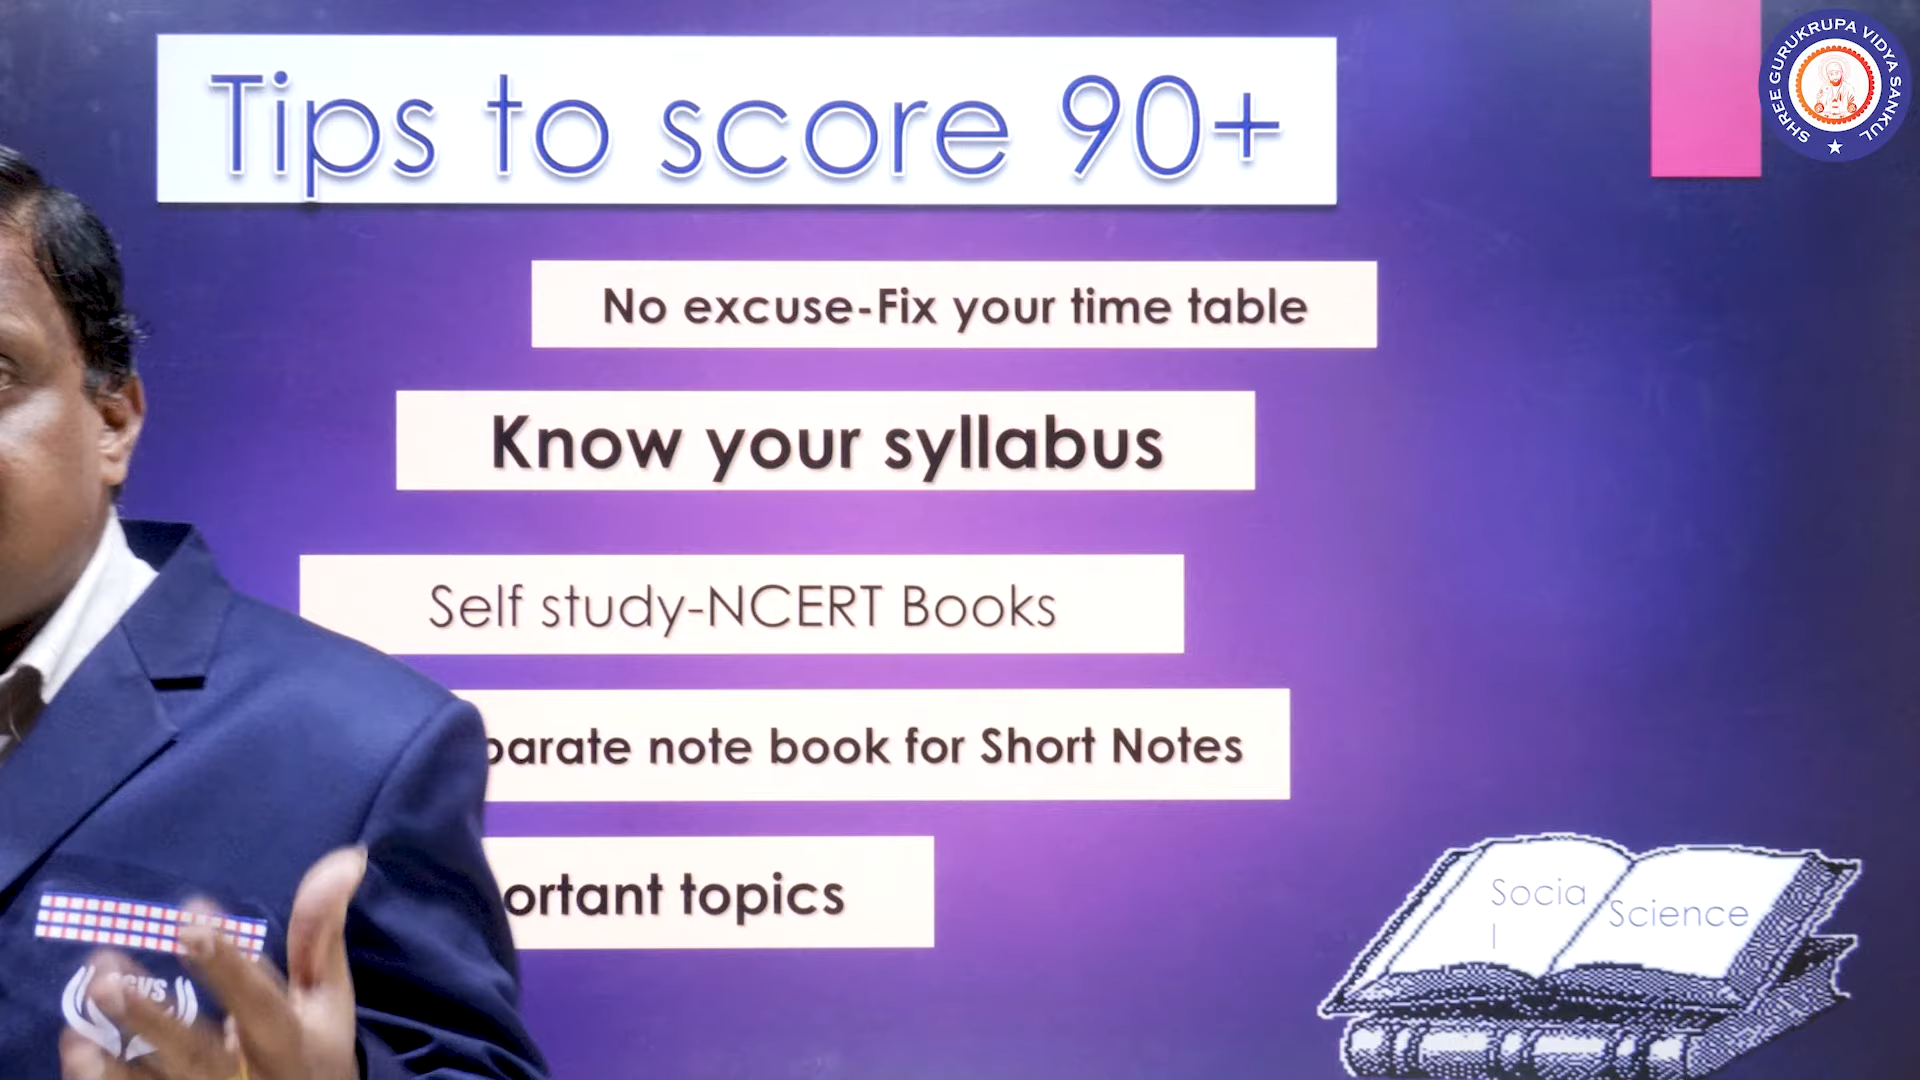 SHREE GURUKRUPA VIDYA SANKUL
Tips to score 90+
No excuse-Fix your time table
Know your syllabus
Self study-NCERT Books
parate note book for Short Notes
ortant topics
Socia
l
Science
SGVS